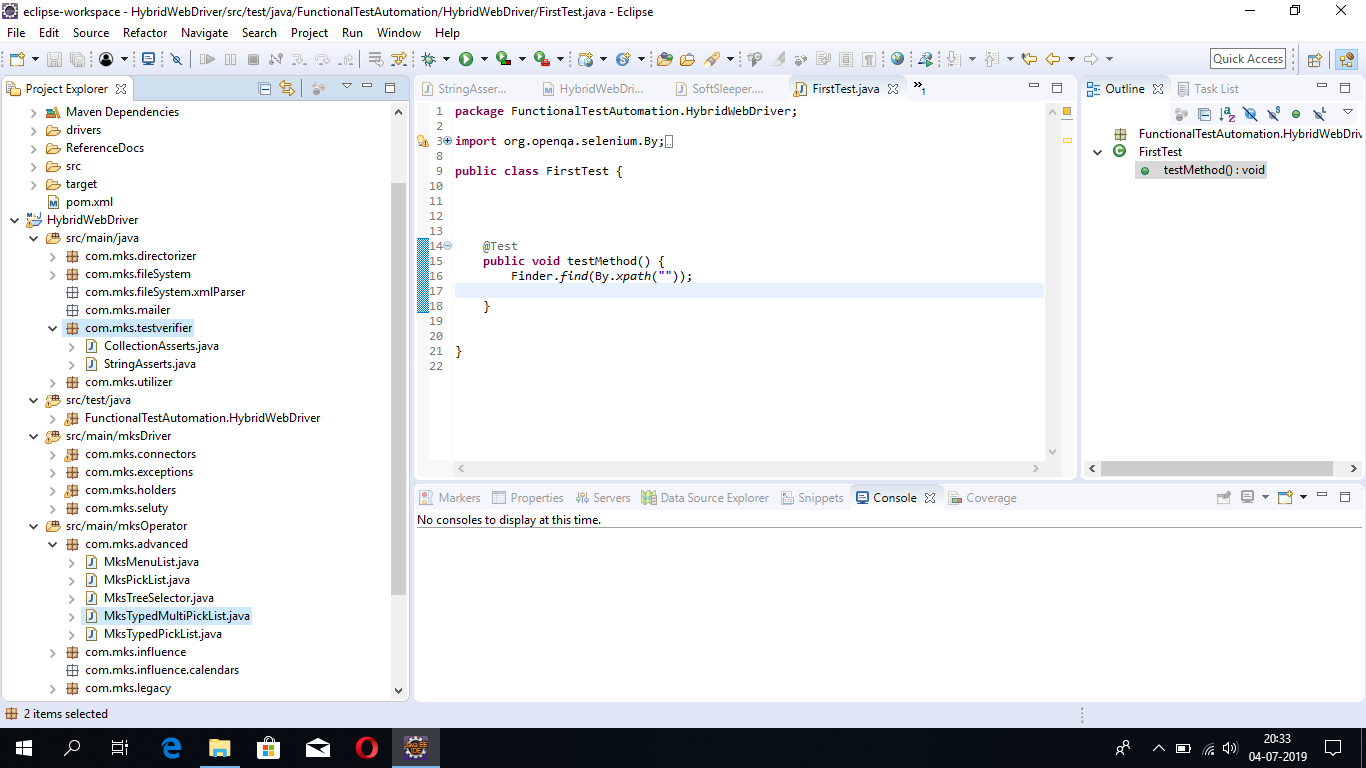 eclipse-workspace - HybridWebDriver/src/test/java/FunctionalTestAutomation/HybridWebDriver/FirstTest.java - Eclipse
File Edit Source Refactor Navigate Search Project Run Window Help
Quick Access
Project Explorer
Maven Dependencies
drivers
ReferenceDocs
src
target
pom.xml
HybridWebDriver
src/main/java
com.mks.directorizer
com.mks.fileSystem
com.mks.fileSystem.xmlParser
com.mks.mailer
com.mks.testverifier
CollectionAsserts.java
StringAsserts.java
com.mks.utilizer
src/test/java
FunctionalTestAutomation.HybridWebDriver
src/main/mksDriver
com.mks.connectors
com.mks.exceptions
com.mks.holders
com.mks.seluty
src/main/mksOperator
com.mks.advanced
MksMenuList.java
MksPickList.java
MksTreeSelector.java
MksTypedMultiPickList.java
MksTypedPickList.java
com.mks.influence
com.mks.influence.calendars
com.mks.legacy
StringAsser... HybridWebDri... SoftSleeper.... FirstTest.java »1
1 package FunctionalTestAutomation.HybridWebDriver;
2
3 import org.openqa.selenium.By;
8
9 public class FirstTest {
10
11
12
13
14 @Test
15 public void testMethod() {
16 Finder.find(By.xpath(""));
17
18 }
19
20
21 }
22
Outline Task List
FunctionalTestAutomation.HybridWebDriv
FirstTest
testMethod() : void
Markers Properties Servers Data Source Explorer Snippets Console Coverage
No consoles to display at this time.
2 items selected
Java EE
IDE
20:33
04-07-2019